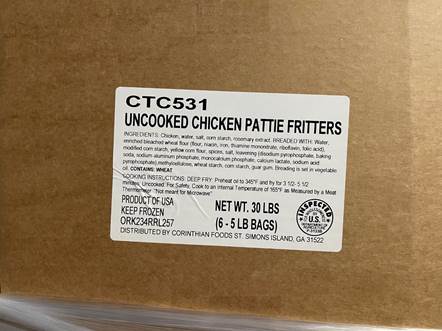 CTC531
UNCOOKED CHICKEN PATTIE FRITTERS
INGREDIENTS: Chicken, water, salt, corn starch, rosemary extract. BREADED WITH: Water,
enriched bleached wheat flour (flour, niacin, iron, thiamine mononitrate, riboflavin, folic acid),
modified corn starch, yellow corn flour, spices, salt, leavening (disodium pyrophosphate, baking
soda, sodium aluminum phosphate, monocalcium phosphate, calcium lactate, sodium acid
pyrophosphate) methylcellulose, wheat starch, corn starch, guar gum. Breading is set in vegetable
oil. CONTAINS: WHEAT
COOKING INSTRUCTIONS: DEEP FRY: Preheat oil to 345°F and fry for 3 1/2- 5 1/2
minutes; Uncooked: For Safety, Cook to an Internal Temperature of 165°F as Measured by a Meat
Thermometer "Not meant for Microwave"
PRODUCT OF USA
KEEP FROZEN
ORK234RRL257
NET WT. 30 LBS
(6 - 5 LB BAGS)
INSPECTED
U.S.
DEPARTMENT OF
AGRICULTURE
DISTRIBUTED BY CORINTHIAN FOODS ST. SIMONS ISLAND, GA 31522